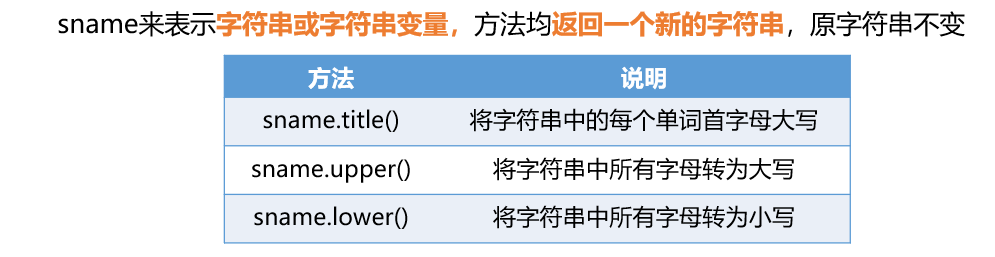 sname来表示字符串或字符串变量，方法均返回一个新的字符串，原字符串不变
方法 说明
sname.title() 将字符串中的每个单词首字母大写
sname.upper() 将字符串中所有字母转为大写
sname.lower() 将字符串中所有字母转为小写